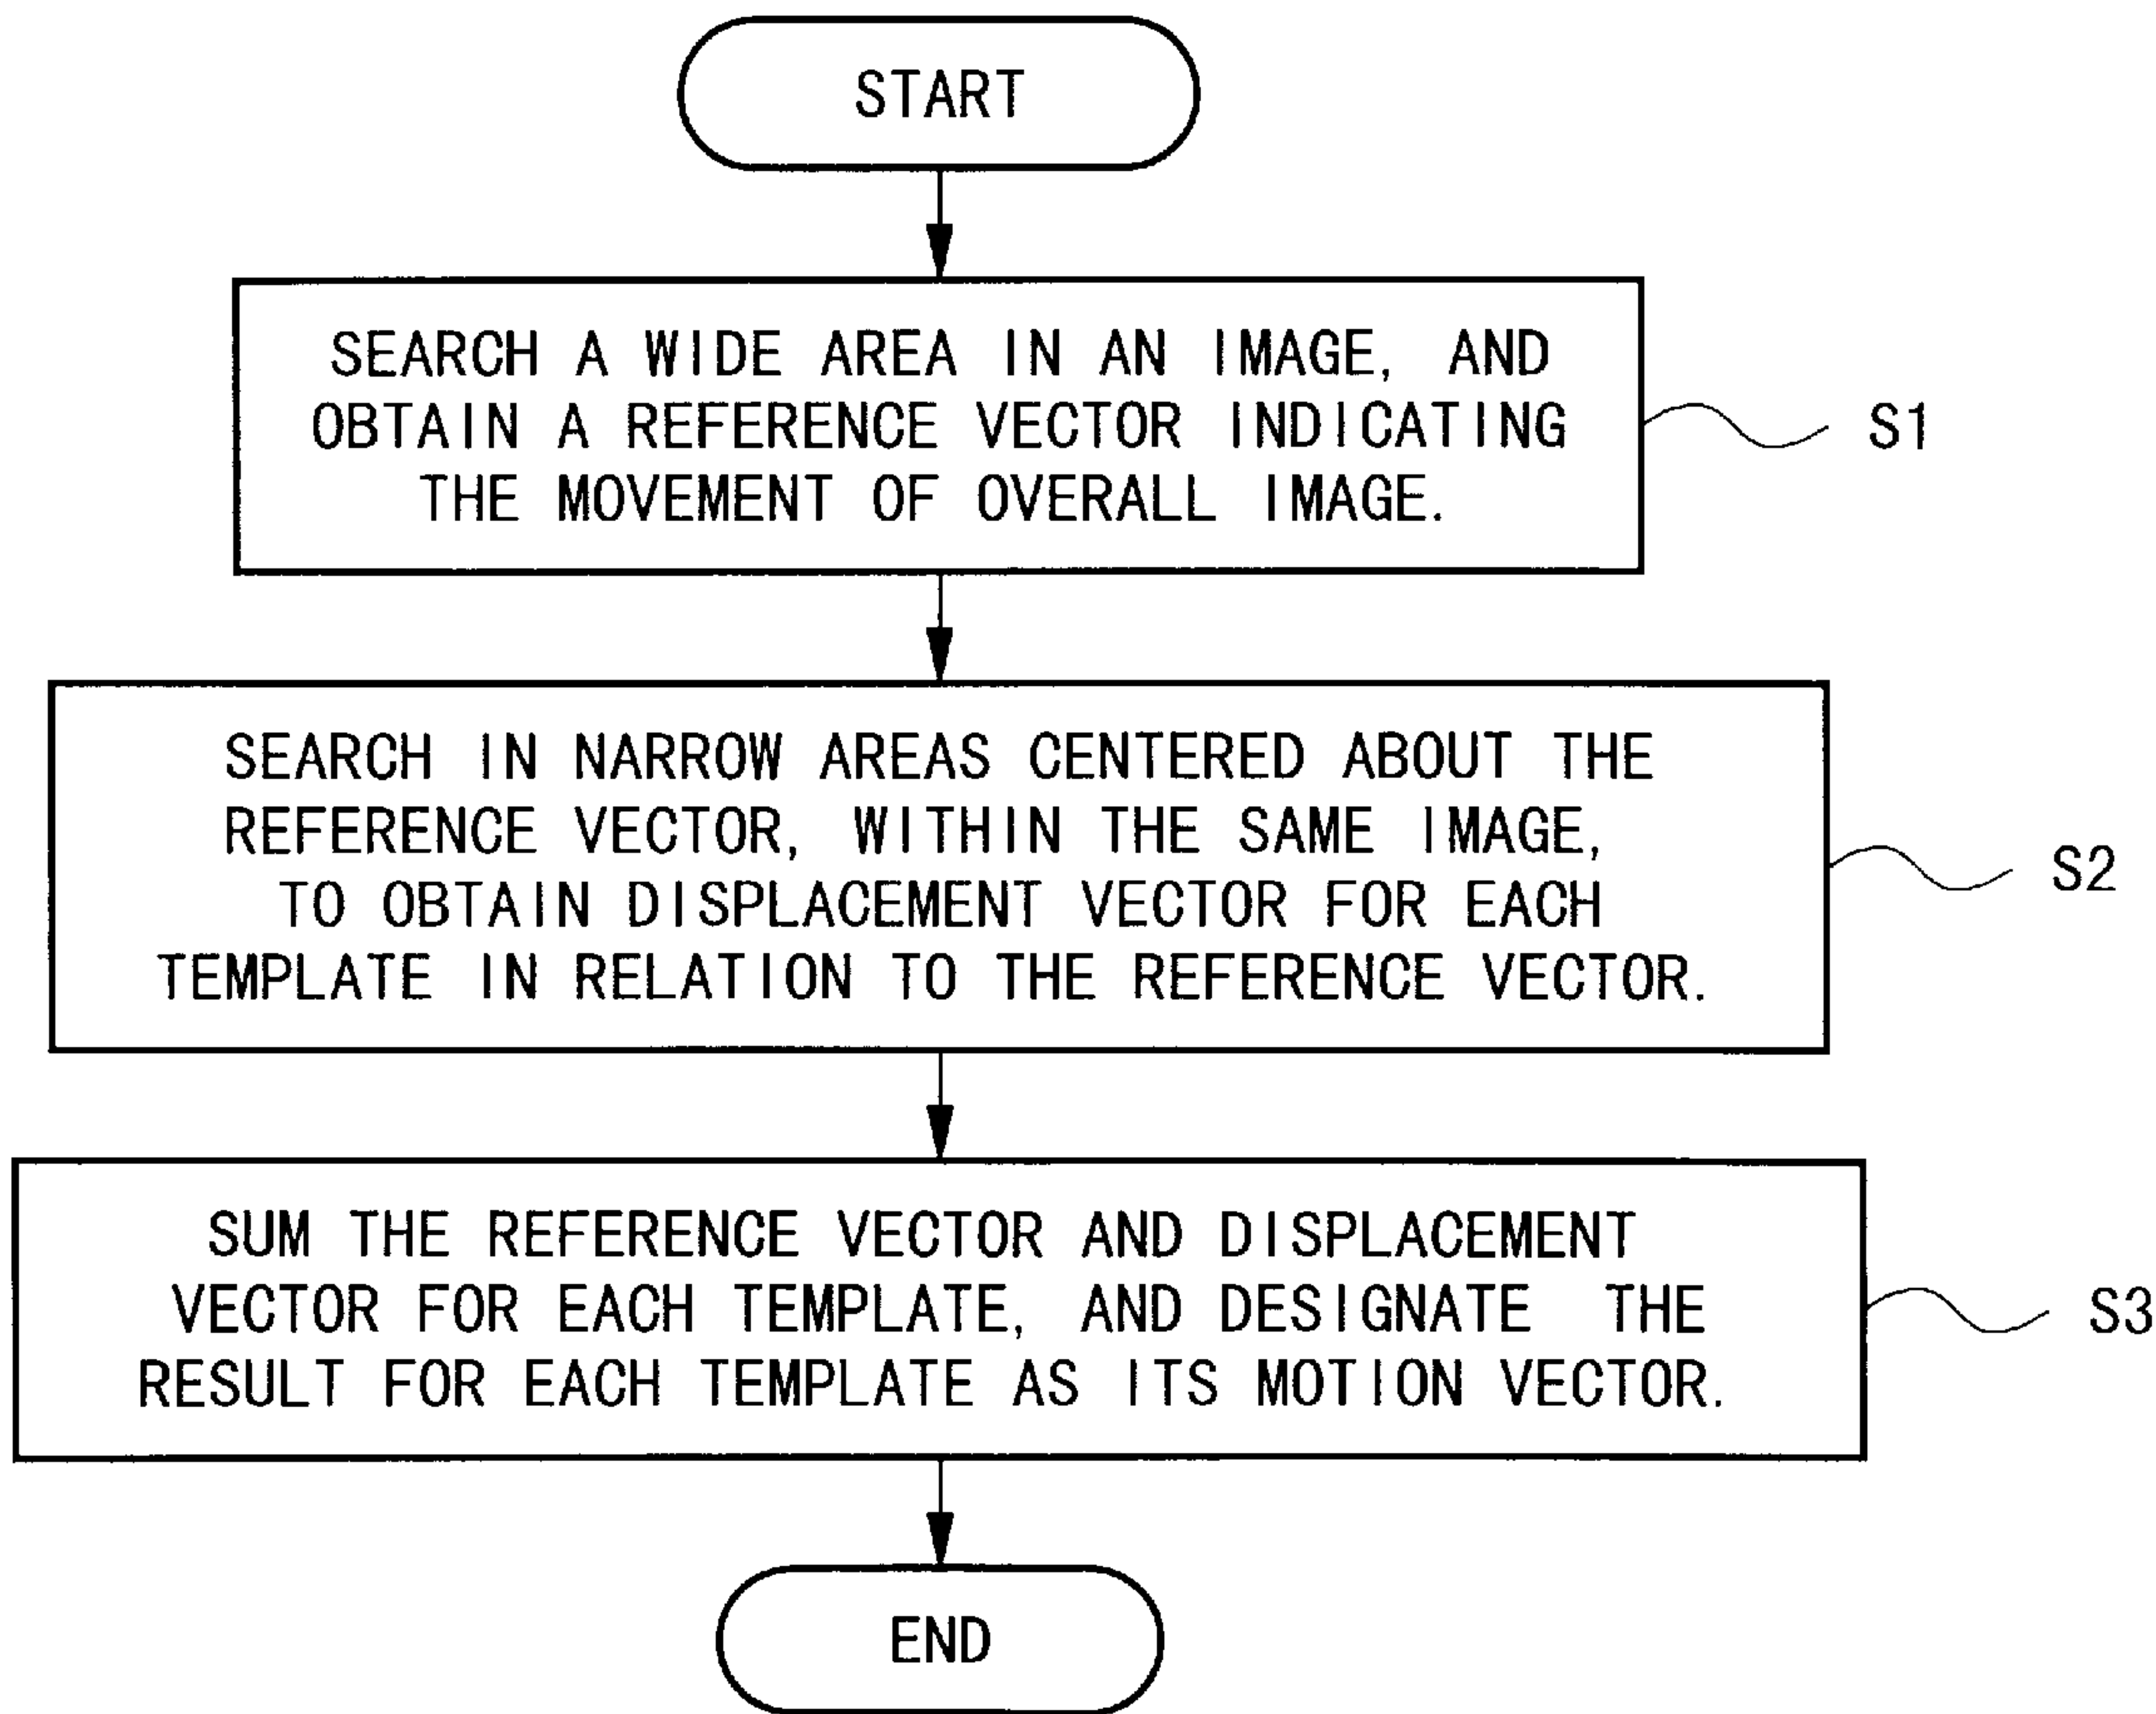 START
SEARCH A WIDE AREA IN AN IMAGE, AND
OBTAIN A REFERENCE VECTOR INDICATING
THE MOVEMENT OF OVERALL IMAGE.
S1
SEARCH IN NARROW AREAS CENTERED ABOUT THE
REFERENCE VECTOR, WITHIN THE SAME IMAGE,
TO OBTAIN DISPLACEMENT VECTOR FOR EACH
TEMPLATE IN RELATION TO THE REFERENCE VECTOR.
S2
SUM THE REFERENCE VECTOR AND DISPLACEMENT
VECTOR FOR EACH TEMPLATE, AND DESIGNATE THE
RESULT FOR EACH TEMPLATE AS ITS MOTION VECTOR.
S3
END